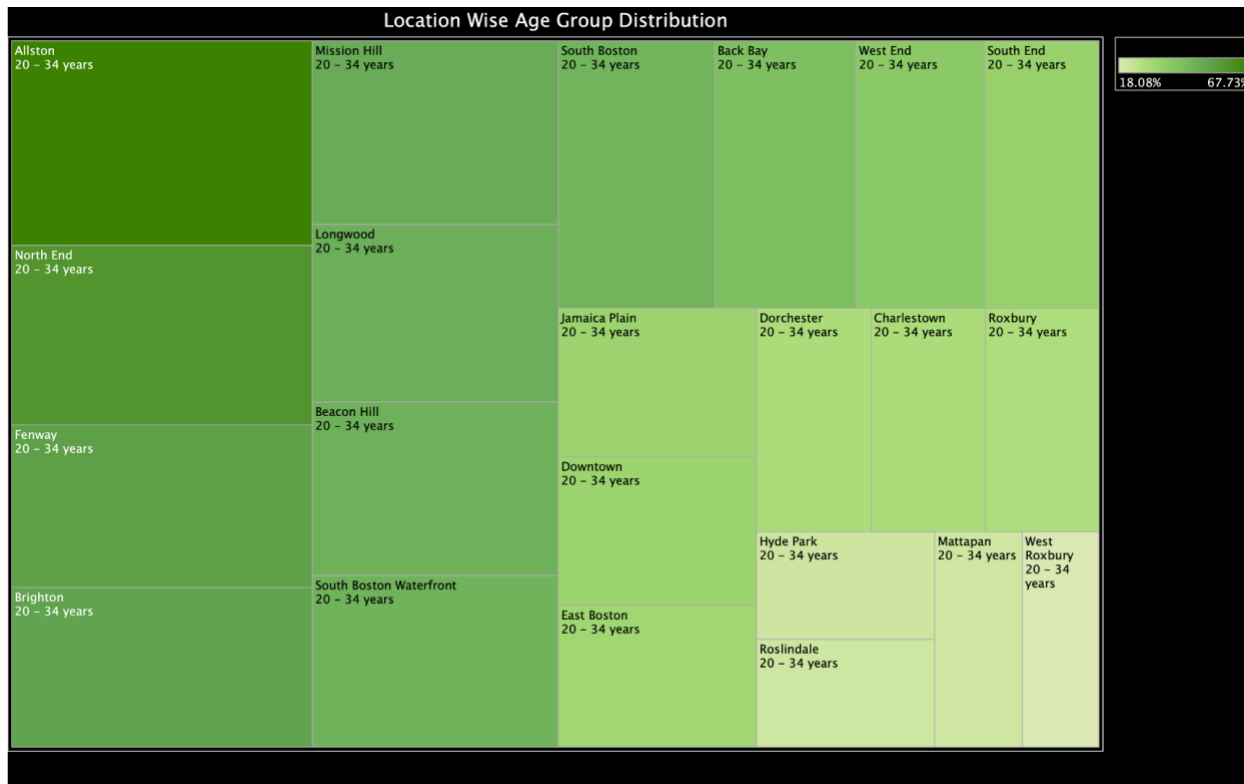 Location Wise Age Group Distribution
Allston
20 – 34 years
North End
20 – 34 years
Fenway
20 – 34 years
Brighton
20 – 34 years
Mission Hill
20 – 34 years
Longwood
20 – 34 years
Beacon Hill
20 – 34 years
South Boston Waterfront
20 – 34 years
South Boston
20 – 34 years
Back Bay
20 – 34 years
West End
20 – 34 years
South End
20 – 34 years
Jamaica Plain
20 – 34 years
Downtown
20 – 34 years
East Boston
20 – 34 years
Dorchester
20 – 34 years
Charlestown
20 – 34 years
Roxbury
20 – 34 years
Hyde Park
20 – 34 years
Roslindale
20 – 34 years
Mattapan
20 – 34 years
West
Roxbury
20 – 34
years
18.08% 67.73%